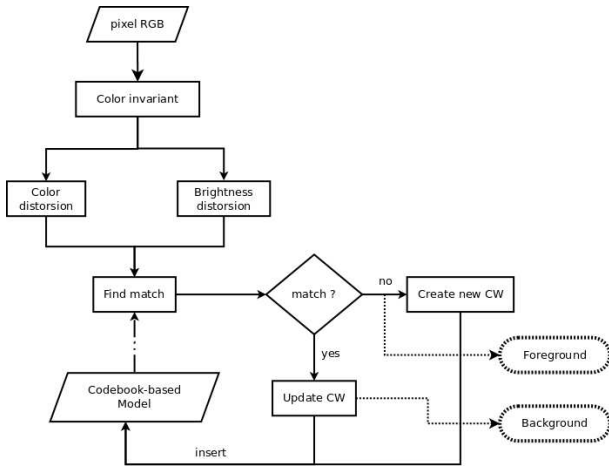 pixel RGB
Color invariant
Color
distorsion
Brightness
distorsion
Find match
match ?
no
Create new CW
yes
Foreground
Codebook-based
Model
Update CW
Background
insert